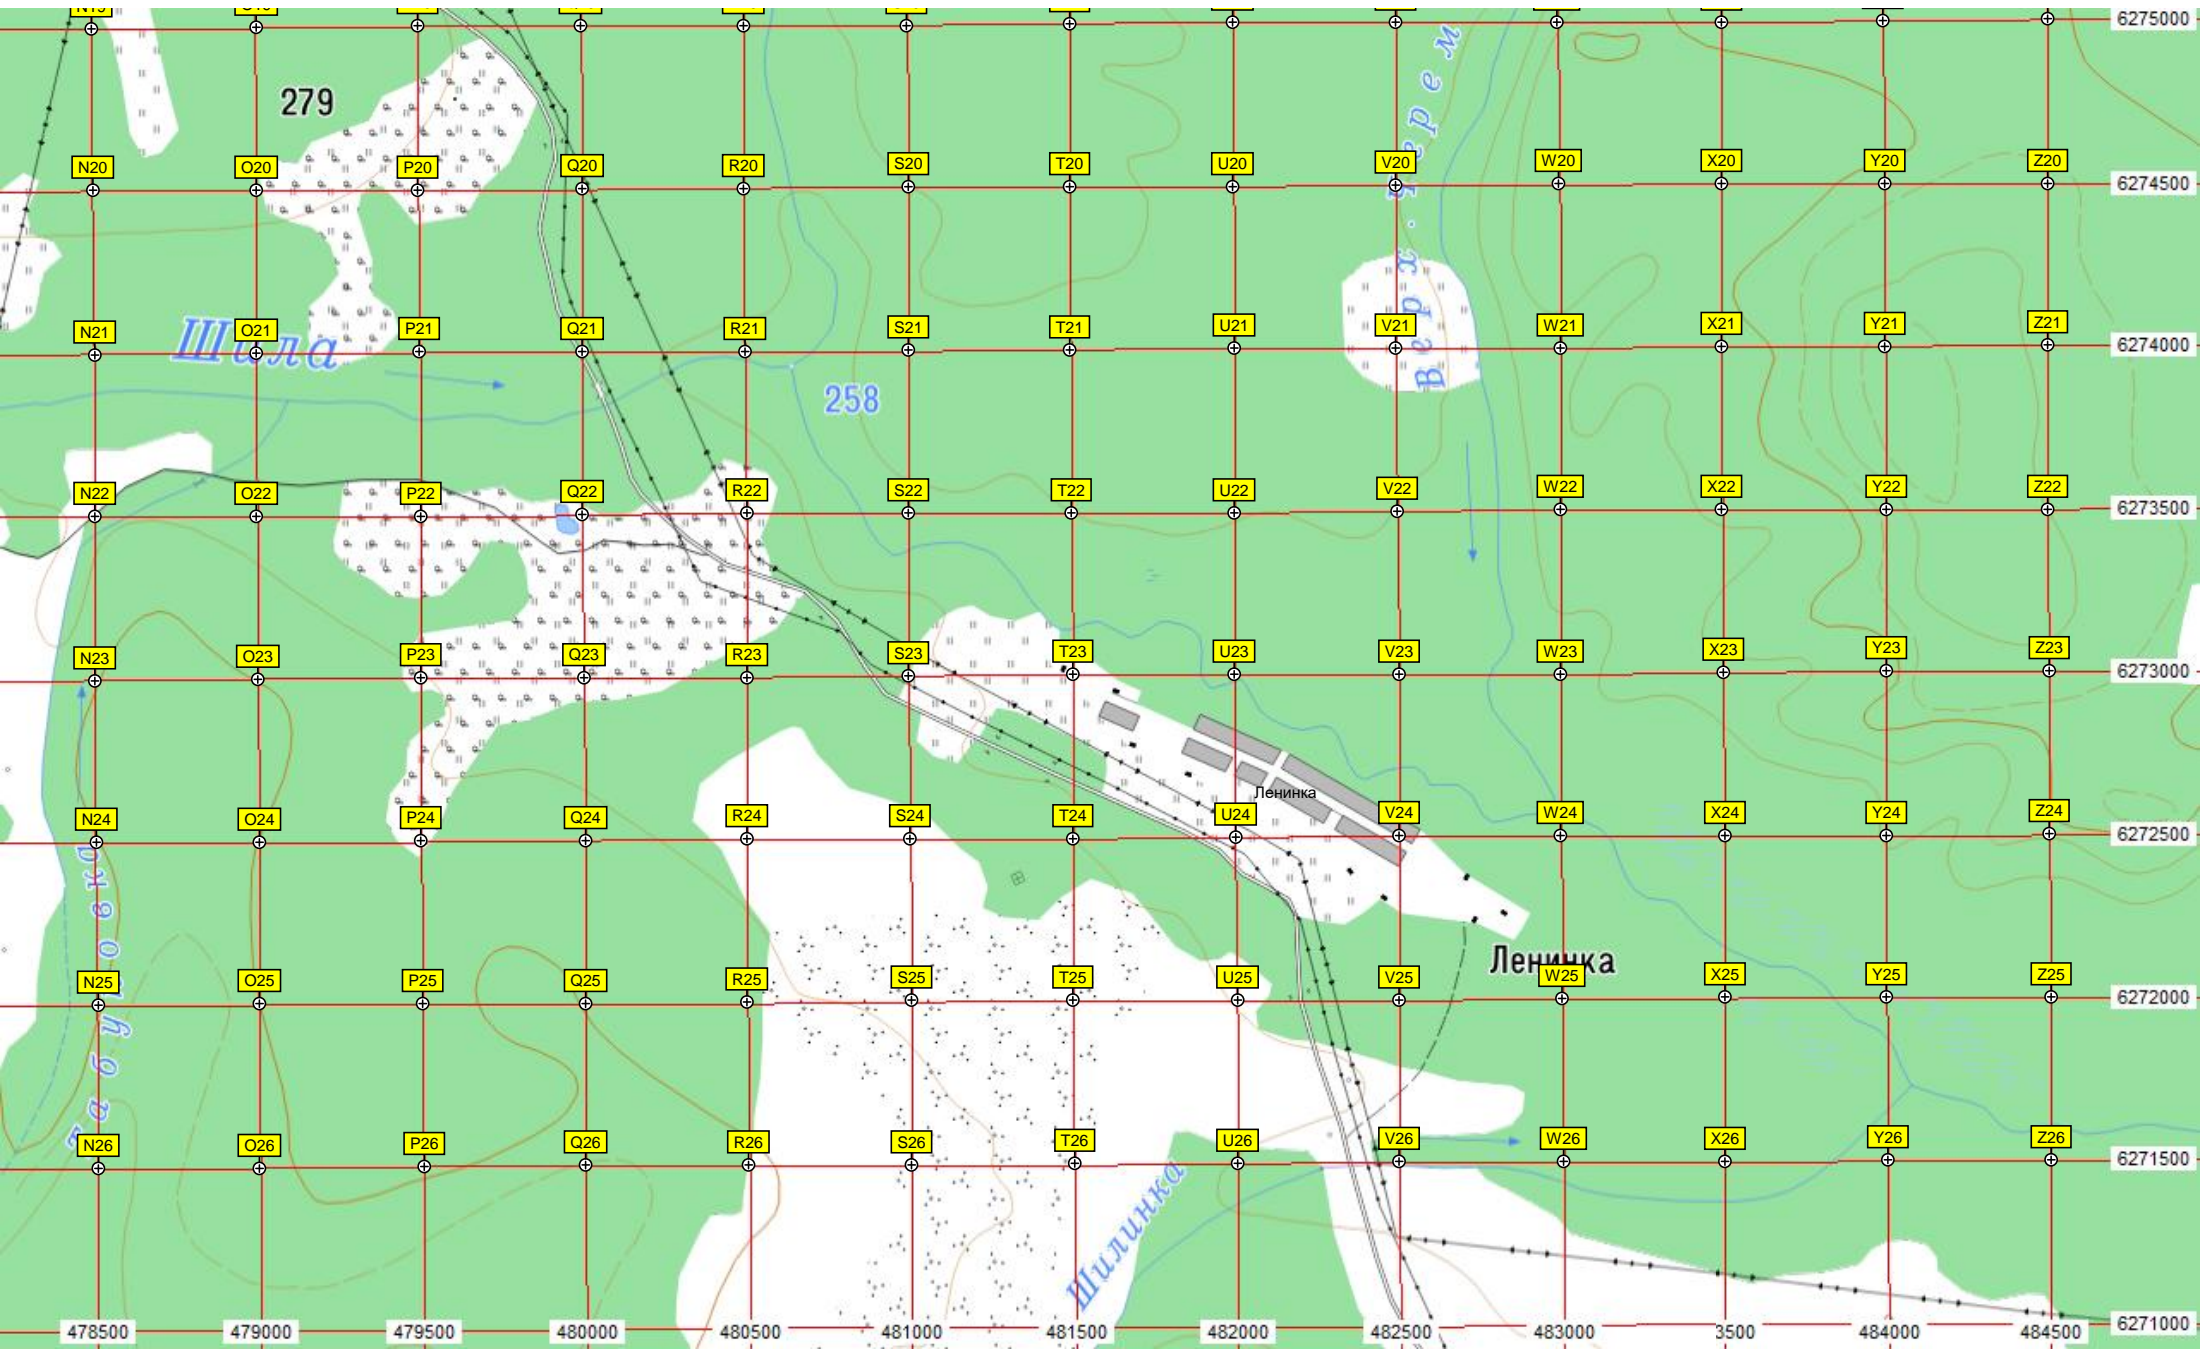 6275000
279
N20 O20 P20 Q20 R20 S20 T20 U20 V20 W20 X20 Y20 Z20
6274500
Верх. Черем
Шила
N21 O21 P21 Q21 R21 S21 T21 U21 V21 W21 X21 Y21 Z21
6274000
258
N22 O22 P22 Q22 R22 S22 T22 U22 V22 W22 X22 Y22 Z22
6273500
N23 O23 P23 Q23 R23 S23 T23 U23 V23 W23 X23 Y23 Z23
6273000
Ленинка
N24 O24 P24 Q24 R24 S24 T24 U24 V24 W24 X24 Y24 Z24
6272500
Ленинка
N25 O25 P25 Q25 R25 S25 T25 U25 V25 W25 X25 Y25 Z25
6272000
N26 O26 P26 Q26 R26 S26 T26 U26 V26 W26 X26 Y26 Z26
6271500
Шилинка
6271000
478500 479000 479500 480000 480500 481000 481500 482000 482500 483000 3500 484000 484500